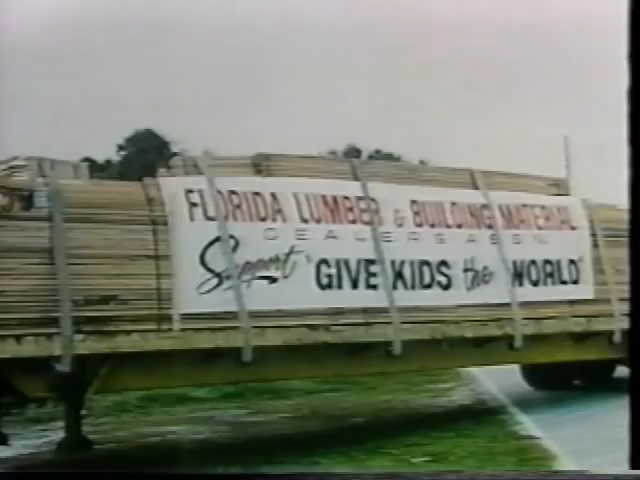 FLORIDA LUMBER & BUILDING MATERIAL
DEALERS ASSN.
Support "GIVE KIDS the WORLD"